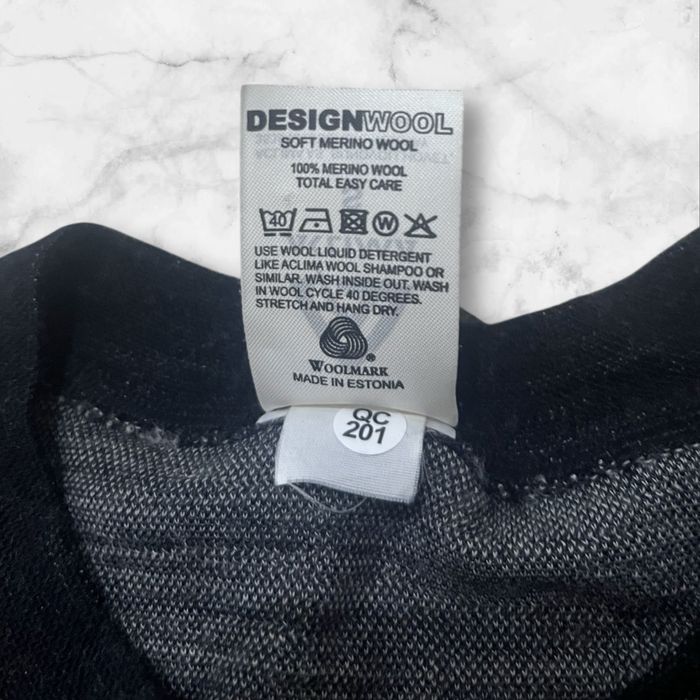 DESIGNWOOL
SOFT MERINO WOOL
100% MERINO WOOL
TOTAL EASY CARE
40 W
USE WOOL LIQUID DETERGENT
LIKE ACLIMA WOOL SHAMPOO OR
SIMILAR. WASH INSIDE OUT. WASH
IN WOOL CYCLE 40 DEGREES.
STRETCH AND HANG DRY.
®
WOOLMARK
MADE IN ESTONIA
QC
201